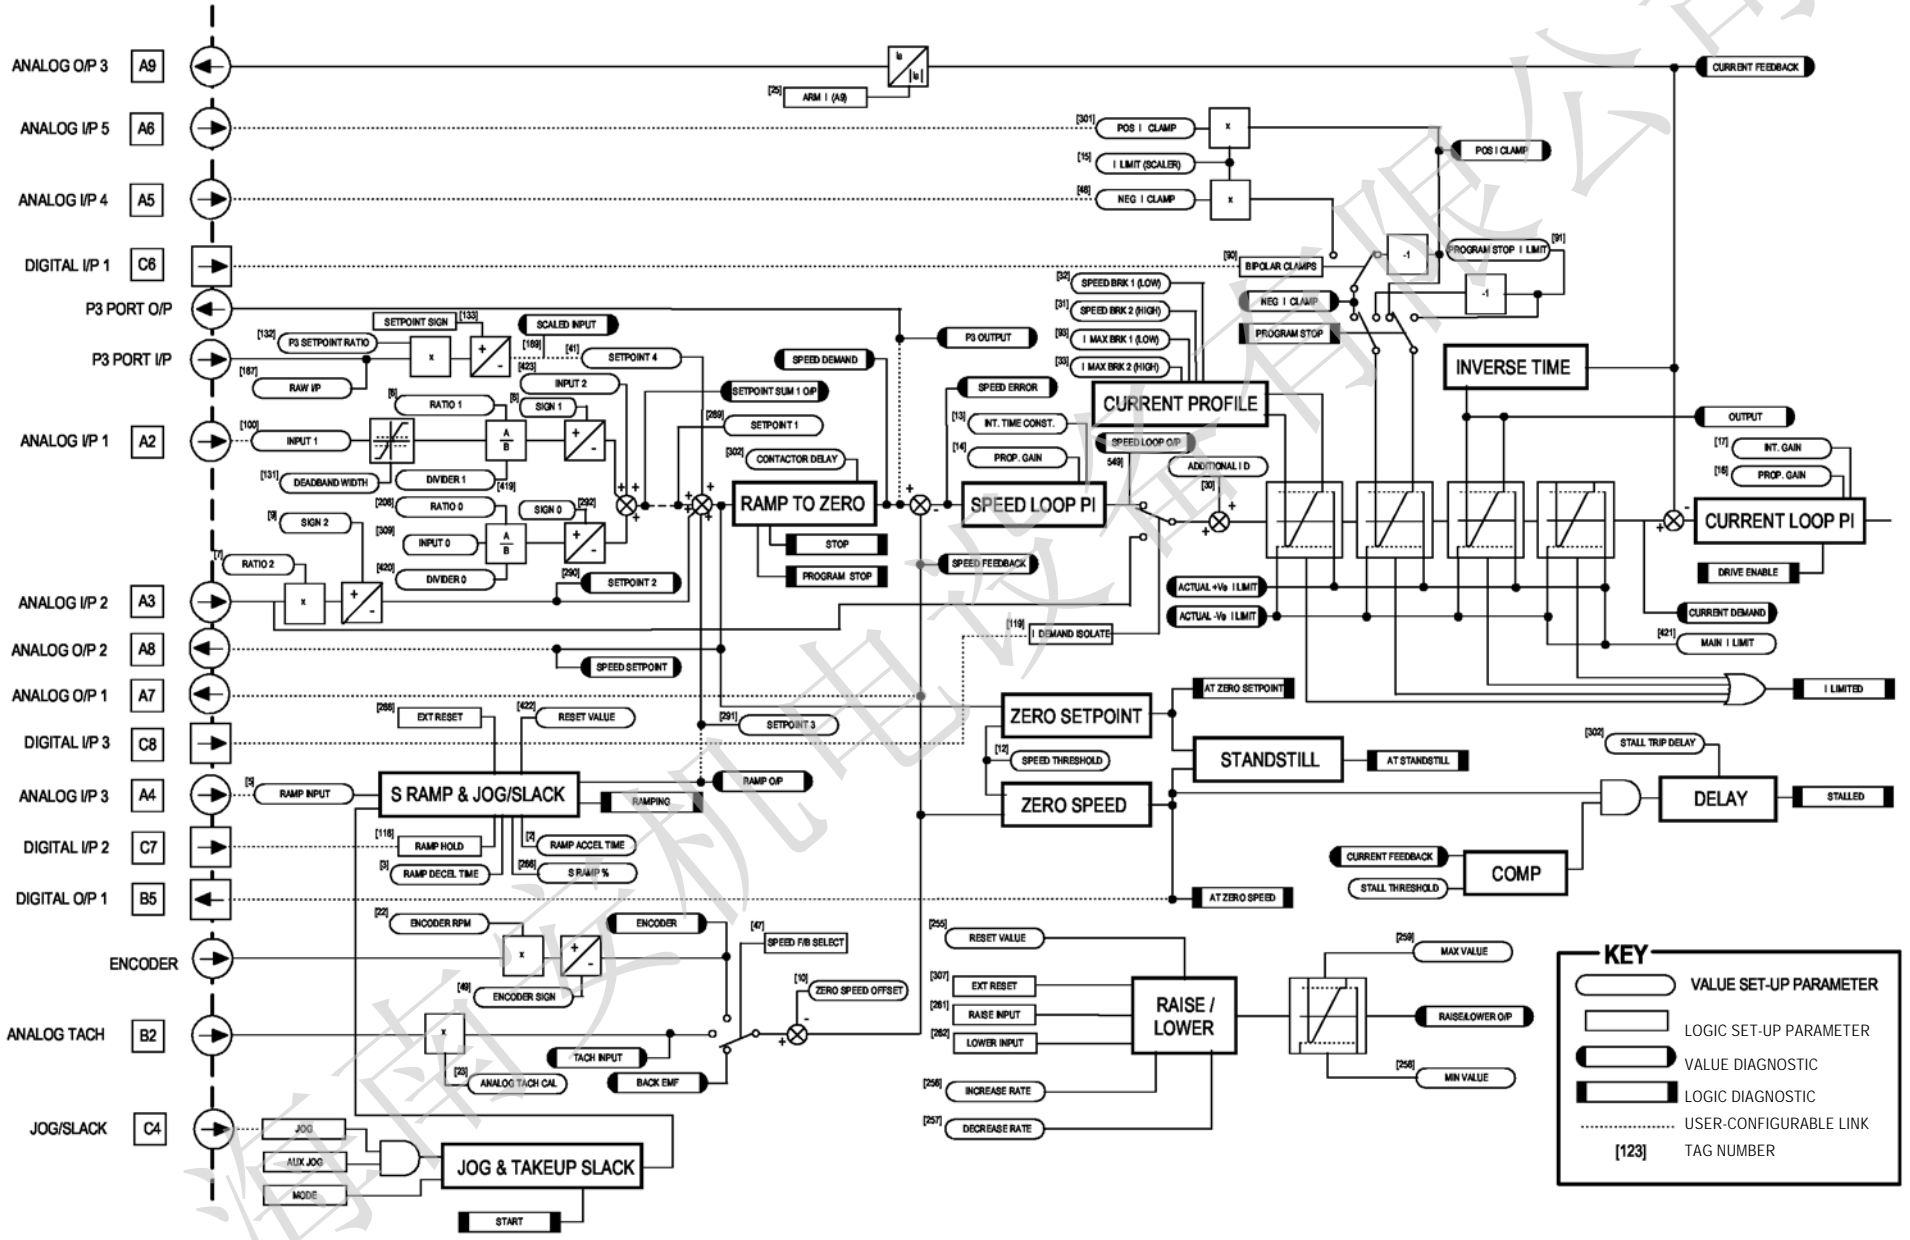 ANALOG O/P 3 A9
Ia
|Ia|
CURRENT FEEDBACK
[25] ARM I (A9)
ANALOG I/P 5 A6
[301] POS I CLAMP
x
POS I CLAMP
[15] I LIMIT (SCALER)
ANALOG I/P 4 A5
[48] NEG I CLAMP
x
DIGITAL I/P 1 C6
[90] BIPOLAR CLAMPS
-1
PROGRAM STOP I LIMIT [91]
-1
[32] SPEED BRK 1 (LOW)
[31] SPEED BRK 2 (HIGH)
[93] I MAX BRK 1 (LOW)
[33] I MAX BRK 2 (HIGH)
NEG I CLAMP
PROGRAM STOP
P3 PORT O/P
SETPOINT SIGN [133]
SCALED INPUT
[132] P3 SETPOINT RATIO
x
+
-
[189]
[41] SETPOINT 4
P3 OUTPUT
P3 PORT I/P
[187] RAW I/P
[423] INPUT 2
SPEED DEMAND
SPEED ERROR
CURRENT PROFILE
INVERSE TIME
[6] RATIO 1
[8] SIGN 1
SETPOINT SUM 1 O/P
[289] SETPOINT 1
[13] INT. TIME CONST.
OUTPUT
ANALOG I/P 1 A2
[100] INPUT 1
A
B
+
-
SPEED LOOP O/P
549]
[17] INT. GAIN
[131] DEADBAND WIDTH
DIVIDER 1 [419]
[302] CONTACTOR DELAY
[14] PROP. GAIN
ADDITIONAL I D
[30]
[16] PROP. GAIN
[208] RATIO 0
SIGN 0 [292]
RAMP TO ZERO
SPEED LOOP PI
CURRENT LOOP PI
[9] SIGN 2
[309] INPUT 0
A
B
+
-
STOP
[7] RATIO 2
[420] DIVIDER 0
[290] SETPOINT 2
PROGRAM STOP
SPEED FEEDBACK
DRIVE ENABLE
ACTUAL +Ve I LIMIT
ANALOG I/P 2 A3
x
+
-
ACTUAL -Ve I LIMIT
CURRENT DEMAND
[119] I DEMAND ISOLATE
[421] MAIN I LIMIT
ANALOG O/P 2 A8
SPEED SETPOINT
I LIMITED
ANALOG O/P 1 A7
AT ZERO SETPOINT
[288] EXT RESET
[422] RESET VALUE
[291] SETPOINT 3
ZERO SETPOINT
DIGITAL I/P 3 C8
[12] SPEED THRESHOLD
STANDSTILL
AT STANDSTILL
[302] STALL TRIP DELAY
ANALOG I/P 3 A4
[5] RAMP INPUT
S RAMP & JOG/SLACK
RAMP O/P
RAMPING
ZERO SPEED
DELAY
STALLED
DIGITAL I/P 2 C7
[118] RAMP HOLD
[2] RAMP ACCEL TIME
[3] RAMP DECEL TIME
[266] S RAMP %
CURRENT FEEDBACK
STALL THRESHOLD
COMP
DIGITAL O/P 1 B5
AT ZERO SPEED
[22] ENCODER RPM
ENCODER
[47] SPEED F/B SELECT
ENCODER
x
+
-
[49] ENCODER SIGN
[10] ZERO SPEED OFFSET
ANALOG TACH B2
x
TACH INPUT
[23] ANALOG TACH CAL
BACK EMF
[255] RESET VALUE
[307] EXT RESET
[261] RAISE INPUT
[262] LOWER INPUT
RAISE /
LOWER
[256] INCREASE RATE
[257] DECREASE RATE
[259] MAX VALUE
RAISE/LOWER O/P
[258] MIN VALUE
JOG/SLACK C4
JOG
AUX JOG
MODE
JOG & TAKEUP SLACK
START
KEY
VALUE SET-UP PARAMETER
LOGIC SET-UP PARAMETER
VALUE DIAGNOSTIC
LOGIC DIAGNOSTIC
USER-CONFIGURABLE LINK
[123] TAG NUMBER
海南安机电设备有限公司